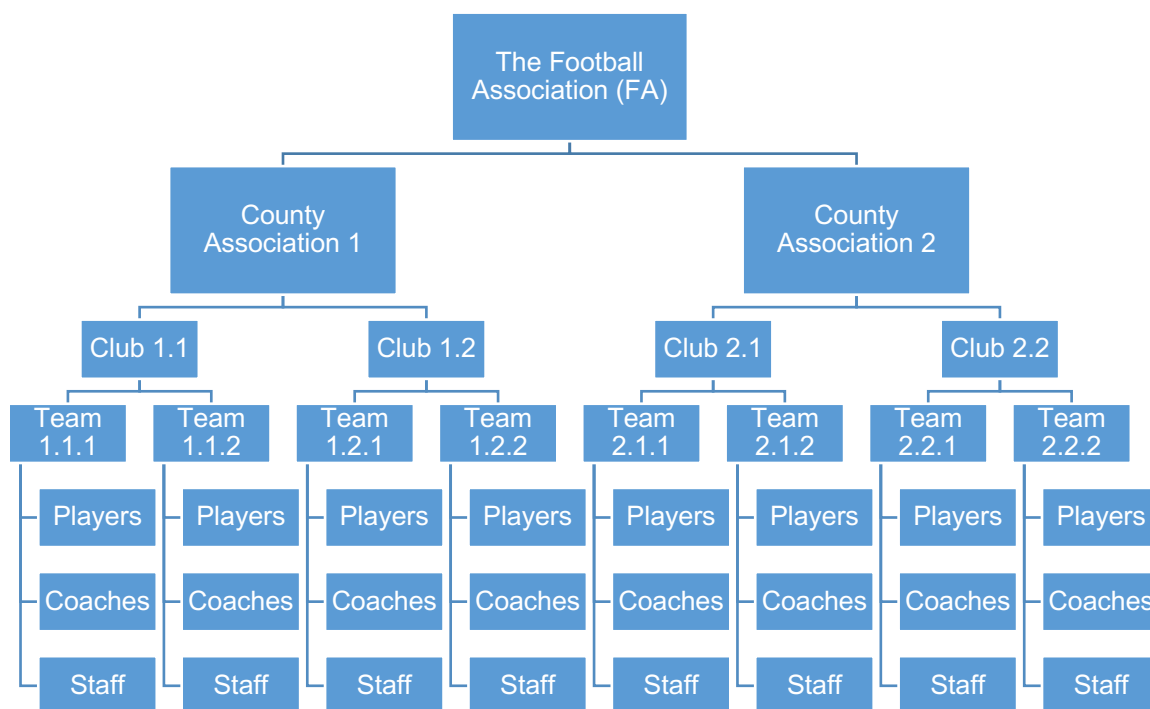 The Football
Association (FA)
County
Association 1
County
Association 2
Club 1.1
Club 1.2
Club 2.1
Club 2.2
Team
1.1.1
Team
1.1.2
Team
1.2.1
Team
1.2.2
Team
2.1.1
Team
2.1.2
Team
2.2.1
Team
2.2.2
Players
Players
Players
Players
Players
Players
Players
Players
Coaches
Coaches
Coaches
Coaches
Coaches
Coaches
Coaches
Coaches
Staff
Staff
Staff
Staff
Staff
Staff
Staff
Staff